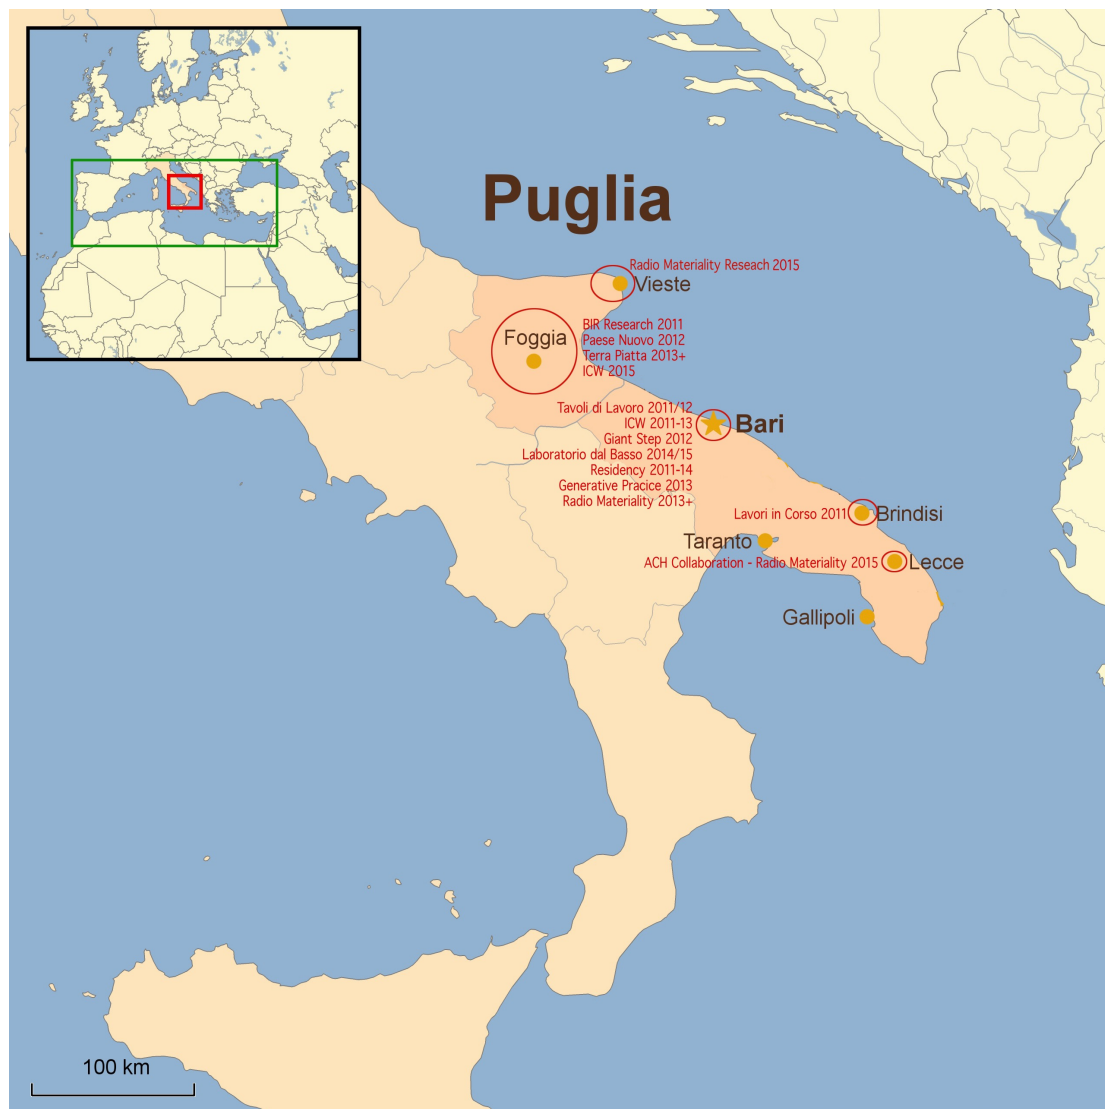 Puglia
Radio Materiality Reseach 2015
Vieste
Foggia
BIR Research 2011
Paese Nuovo 2012
Terra Piatta 2013+
ICW 2015
Tavoli di Lavoro 2011/12
ICW 2011-13
Giant Step 2012
Laboratorio dal Basso 2014/15
Residency 2011-14
Generative Pracice 2013
Radio Materiality 2013+
Bari
Lavori in Corso 2011
Brindisi
Taranto
ACH Collaboration - Radio Materiality 2015
Lecce
Gallipoli
100 km